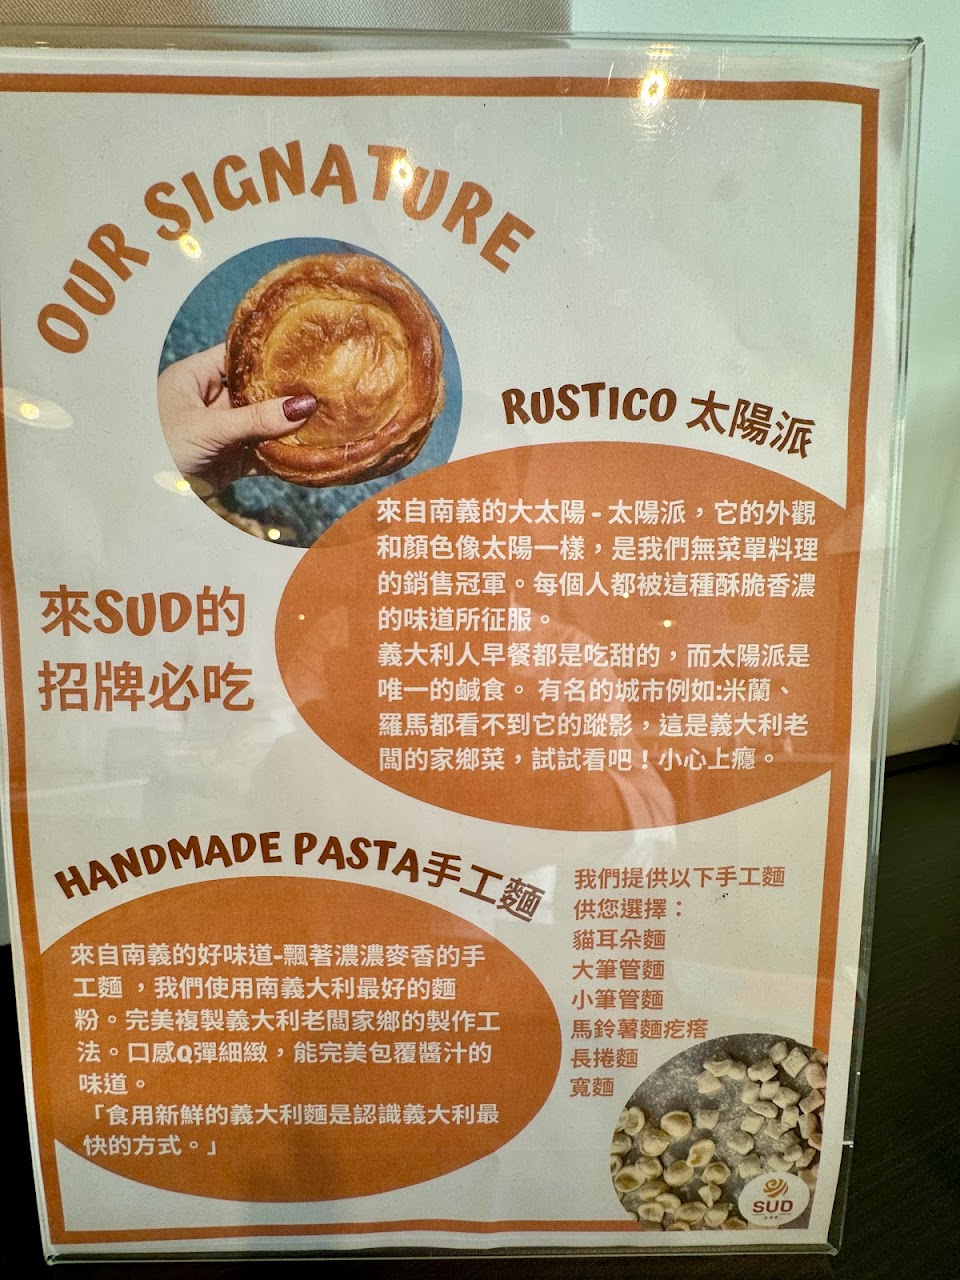 OUR SIGNATURE
RUSTICO 太陽派
來自南義的大太陽 - 太陽派，它的外觀
和顏色像太陽一樣，是我們無菜單料理
的銷售冠軍。每個人都被這種酥脆香濃
的味道所征服。
義大利人早餐都是吃甜的，而太陽派是
唯一的鹹食。 有名的城市例如:米蘭、
羅馬都看不到它的蹤影，這是義大利老
闆的家鄉菜，試試看吧！小心上癮。
來SUD的
招牌必吃
HANDMADE PASTA手工麵
來自南義的好味道-飄著濃濃麥香的手
工麵 ，我們使用南義大利最好的麵
粉。完美複製義大利老闆家鄉的製作工
法。口感Q彈細緻，能完美包覆醬汁的
味道。
「食用新鮮的義大利麵是認識義大利最
快的方式。」
我們提供以下手工麵
供您選擇：
貓耳朵麵
大筆管麵
小筆管麵
馬鈴薯麵疙瘩
長捲麵
寬麵
SUD